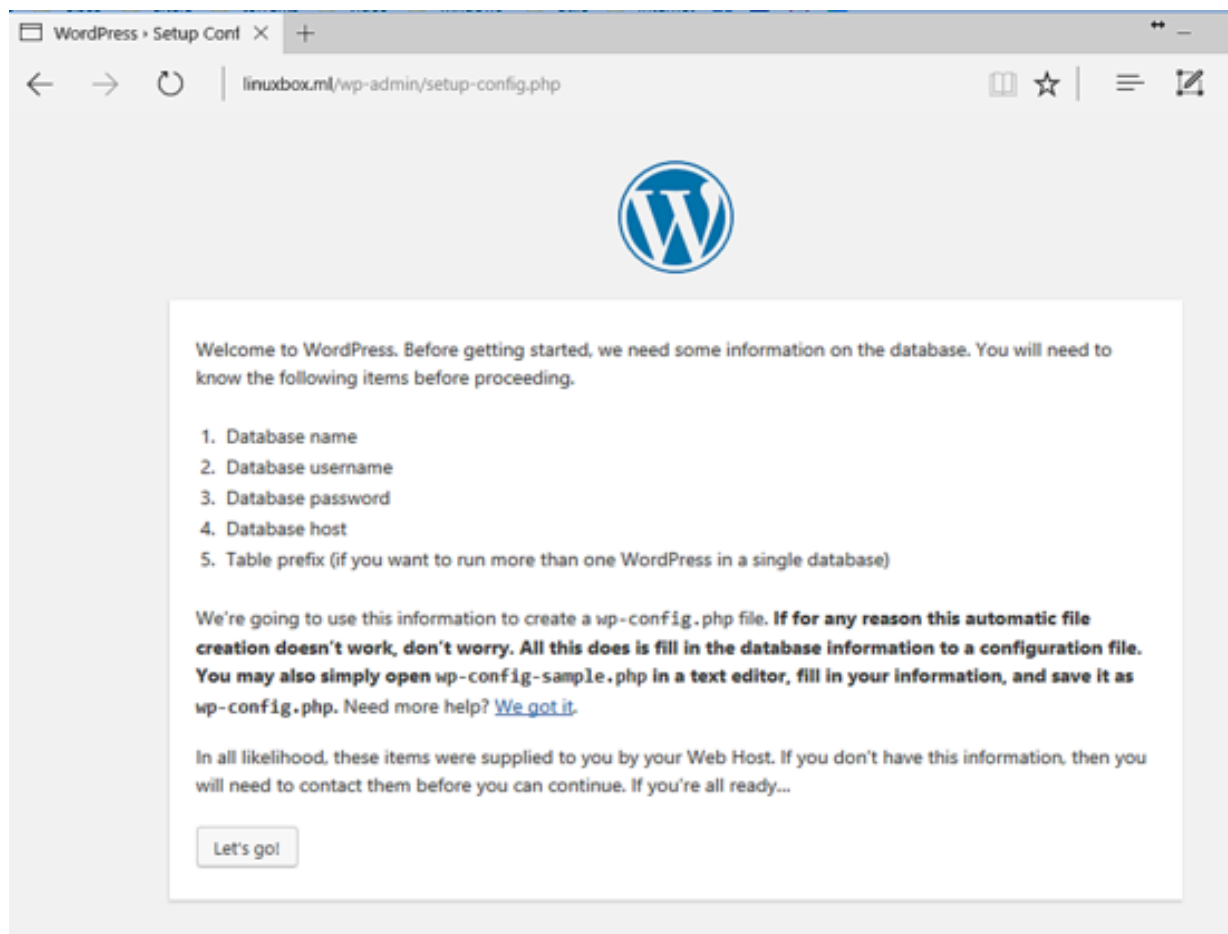 WordPress › Setup Conf
linuxbox.ml/wp-admin/setup-config.php
Welcome to WordPress. Before getting started, we need some information on the database. You will need to
know the following items before proceeding.
1. Database name
2. Database username
3. Database password
4. Database host
5. Table prefix (if you want to run more than one WordPress in a single database)
We're going to use this information to create a wp-config.php file. If for any reason this automatic file
creation doesn't work, don't worry. All this does is fill in the database information to a configuration file.
You may also simply open wp-config-sample.php in a text editor, fill in your information, and save it as
wp-config.php. Need more help? We got it.
In all likelihood, these items were supplied to you by your Web Host. If you don't have this information, then you
will need to contact them before you can continue. If you're all ready...
Let's go!